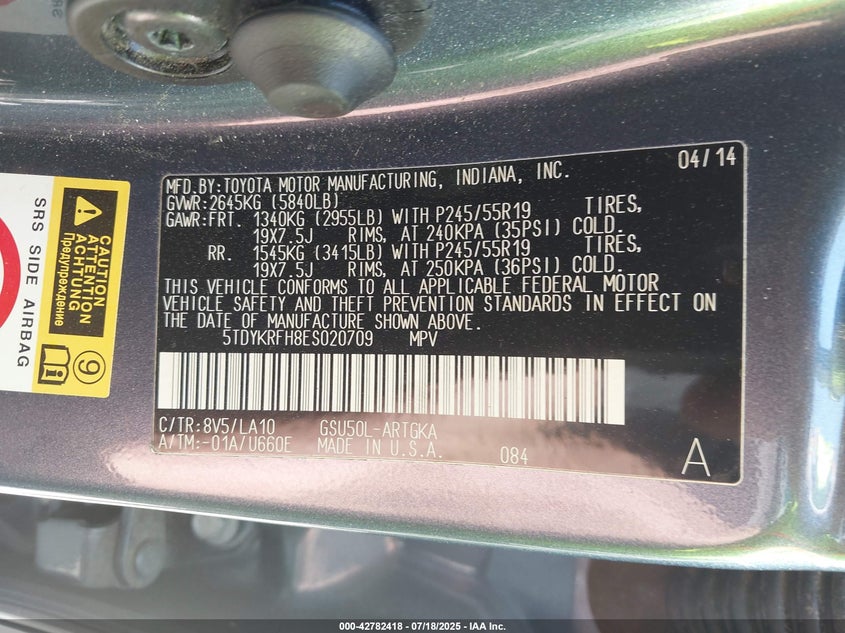 04/14
MFD.BY:TOYOTA MOTOR MANUFACTURING, INDIANA, INC.
GVWR:2645KG (5840LB)
GAWR:FRT. 1340KG (2955LB) WITH P245/55R19 TIRES,
19X7.5J RIMS, AT 240KPA (35PSI) COLD.
RR. 1545KG (3415LB) WITH P245/55R19 TIRES,
19X7.5J RIMS, AT 250KPA (36PSI) COLD.
THIS VEHICLE CONFORMS TO ALL APPLICABLE FEDERAL MOTOR
VEHICLE SAFETY AND THEFT PREVENTION STANDARDS IN EFFECT ON
THE DATE OF MANUFACTURE SHOWN ABOVE.
5TDYKRFH8ES020709 MPV
C/TR:8V5/LA10 GSU50L-ARTGKA
A/TM:-01A/U660E MADE IN U.S.A. 084
A
SRS SIDE AIRBAG
CAUTION
ATTENTION
ACHTUNG
Предупреждение
9
000-42782418 - 07/18/2025 - IAA Inc.